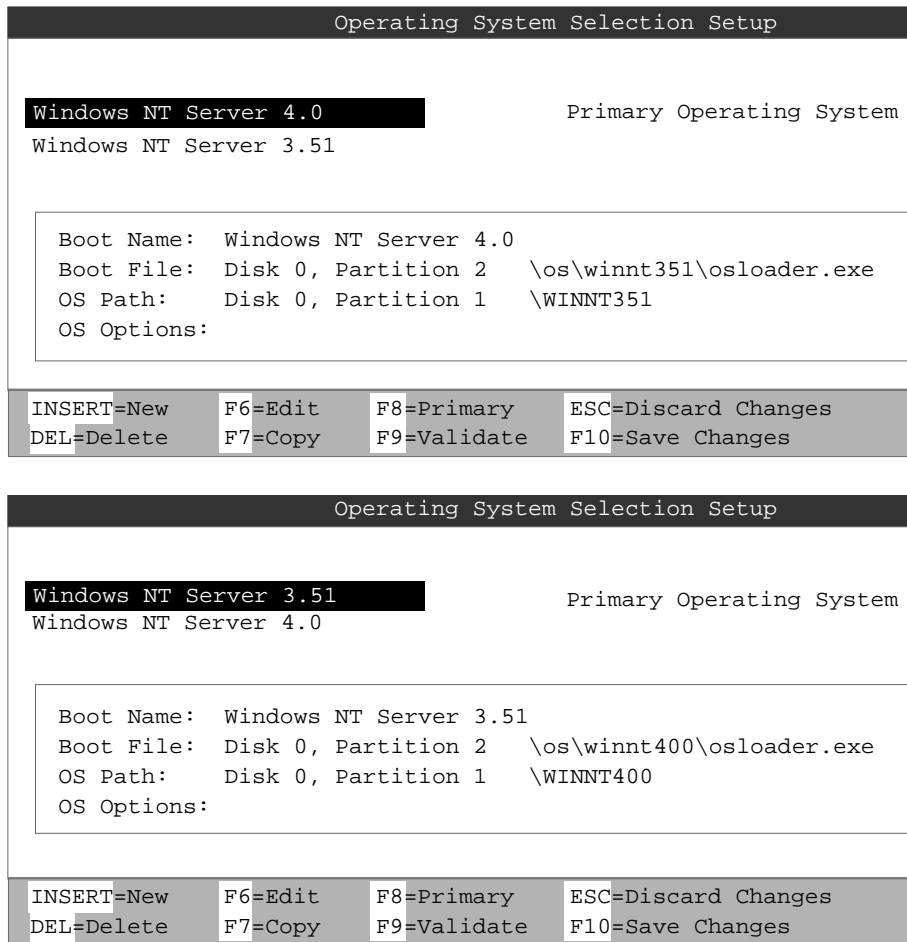 Operating System Selection Setup
Windows NT Server 4.0 Primary Operating System
Windows NT Server 3.51
Boot Name: Windows NT Server 4.0
Boot File: Disk 0, Partition 2 \os\winnt351\osloader.exe
OS Path: Disk 0, Partition 1 \WINNT351
OS Options:
INSERT=New F6=Edit F8=Primary ESC=Discard Changes
DEL=Delete F7=Copy F9=Validate F10=Save Changes
Operating System Selection Setup
Windows NT Server 3.51 Primary Operating System
Windows NT Server 4.0
Boot Name: Windows NT Server 3.51
Boot File: Disk 0, Partition 2 \os\winnt400\osloader.exe
OS Path: Disk 0, Partition 1 \WINNT400
OS Options:
INSERT=New F6=Edit F8=Primary ESC=Discard Changes
DEL=Delete F7=Copy F9=Validate F10=Save Changes